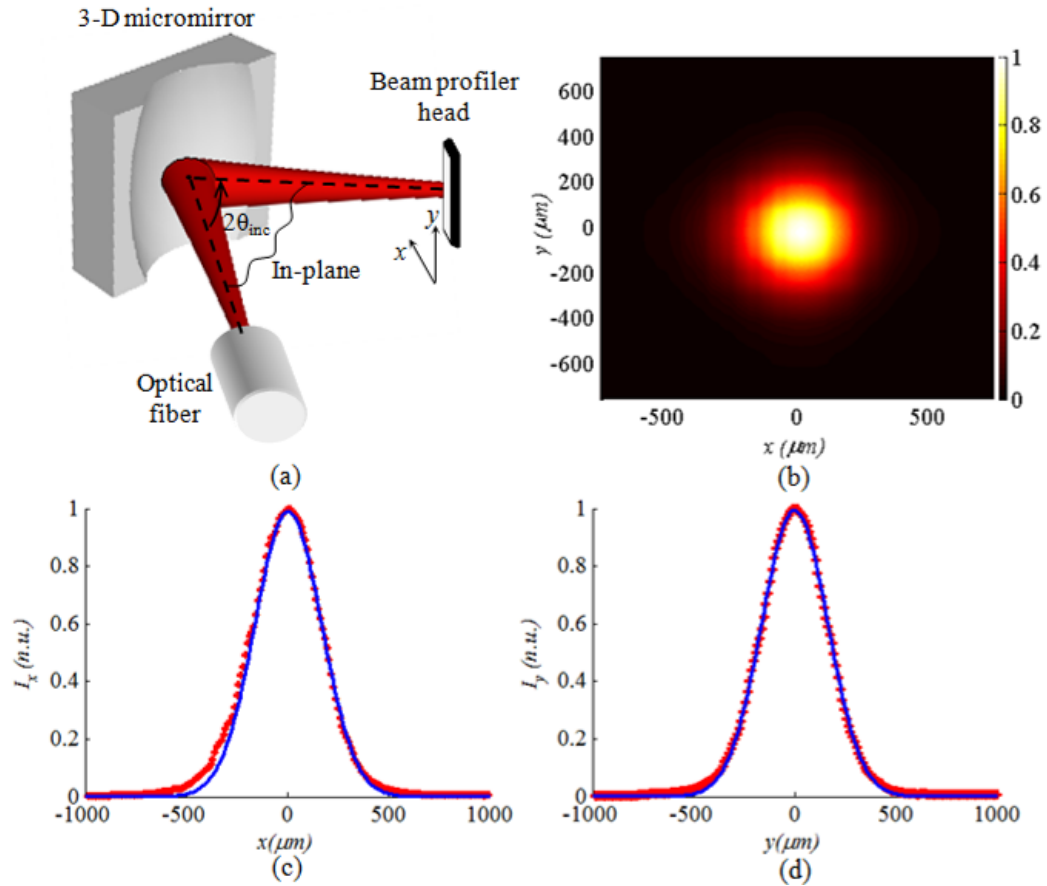 3-D micromirror
Beam profiler
head
2θinc
y
x
In-plane
Optical
fiber
(a)
y (μm)
600
400
200
0
-200
-400
-600
-500 0 500
x (μm)
1
0.8
0.6
0.4
0.2
0
(b)
Ix (n.u.)
1
0.8
0.6
0.4
0.2
0
-1000 -500 0 500 1000
x(μm)
(c)
Iy (n.u.)
1
0.8
0.6
0.4
0.2
0
-1000 -500 0 500 1000
y(μm)
(d)